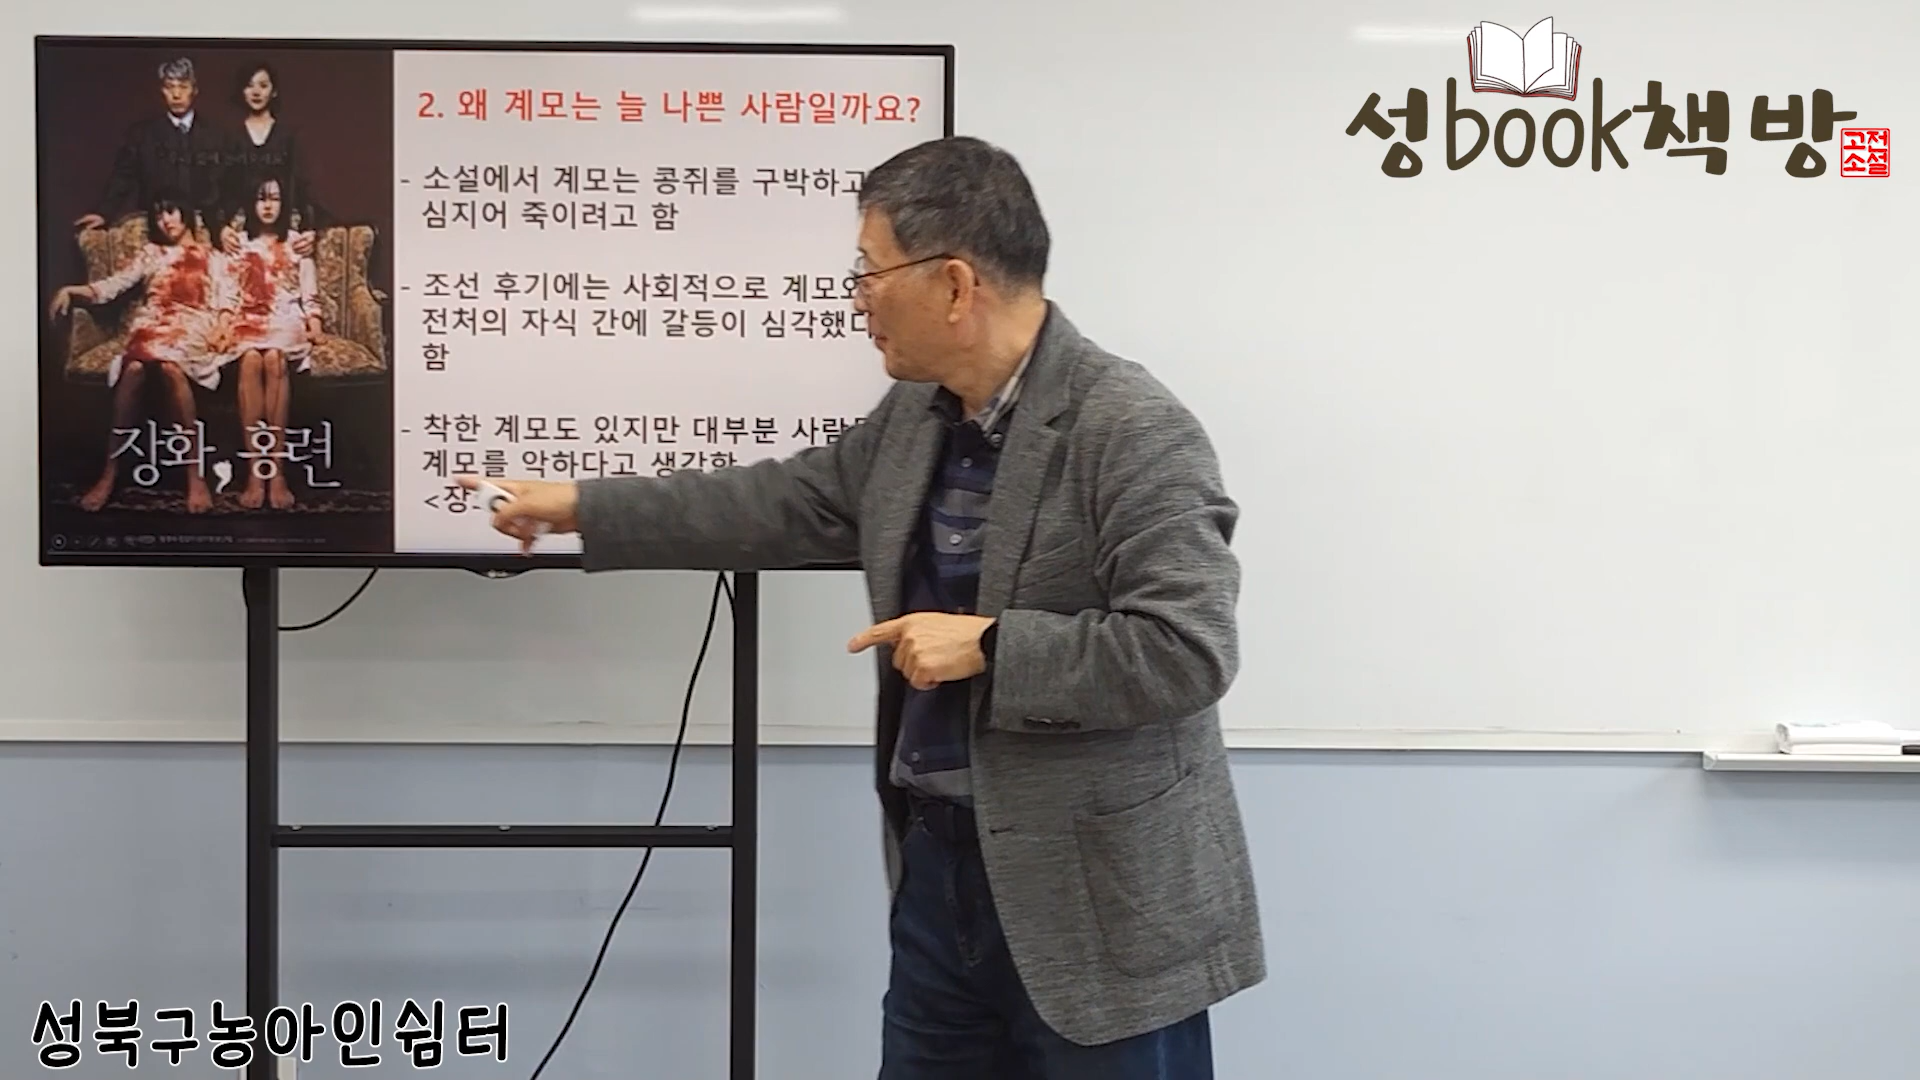 성book책방
고전
소설
2. 왜 계모는 늘 나쁜 사람일까요?
- 소설에서 계모는 콩쥐를 구박하고
심지어 죽이려고 함
- 조선 후기에는 사회적으로 계모와
전처의 자식 간에 갈등이 심각했다
함
- 착한 계모도 있지만 대부분 사람들
계모를 악하다고 생각함
<장
장화, 홍련
성북구농아인쉼터